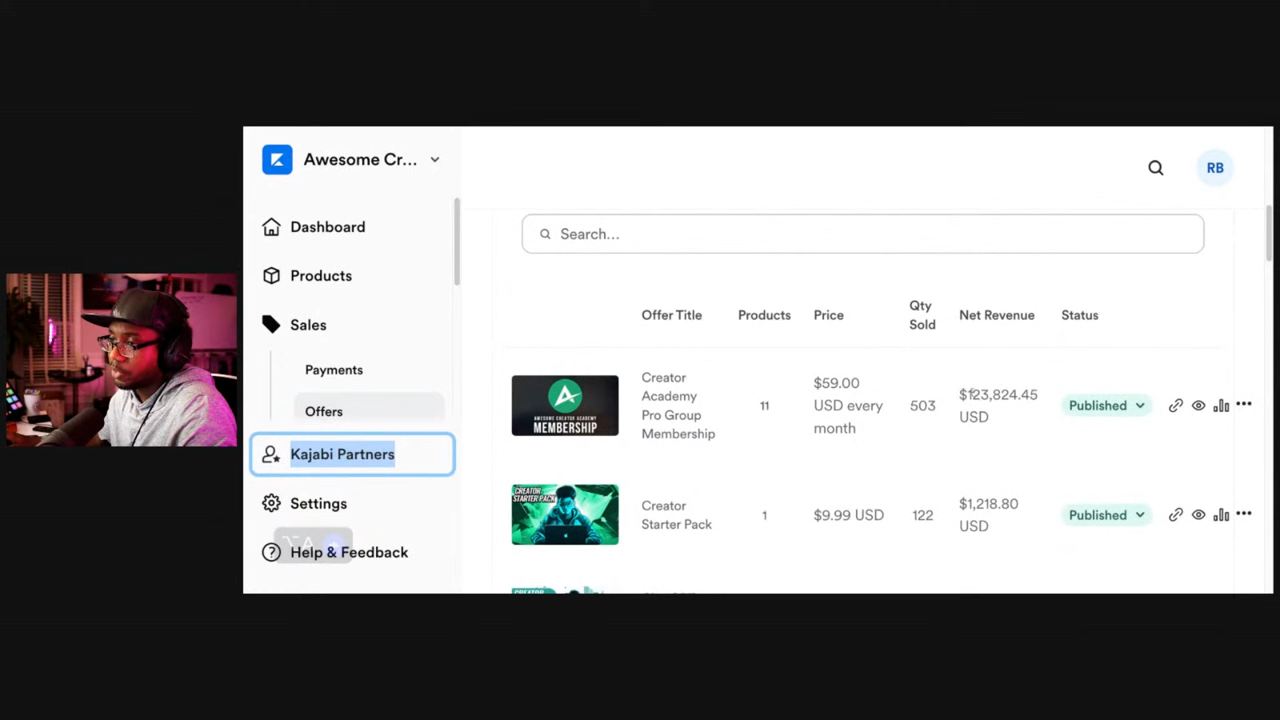 Awesome Cr...
RB
Dashboard
Search...
Products
Sales
Payments
Offers
Kajabi Partners
Settings
Help & Feedback
Offer Title
Products
Price
Qty
Sold
Net Revenue
Status
AWESOME CREATOR ACADEMY
MEMBERSHIP
Creator
Academy
Pro Group
Membership
11
$59.00
USD every
month
503
$123,824.45
USD
Published
CREATOR
STARTER PACK
Creator
Starter Pack
1
$9.99 USD
122
$1,218.80
USD
Published